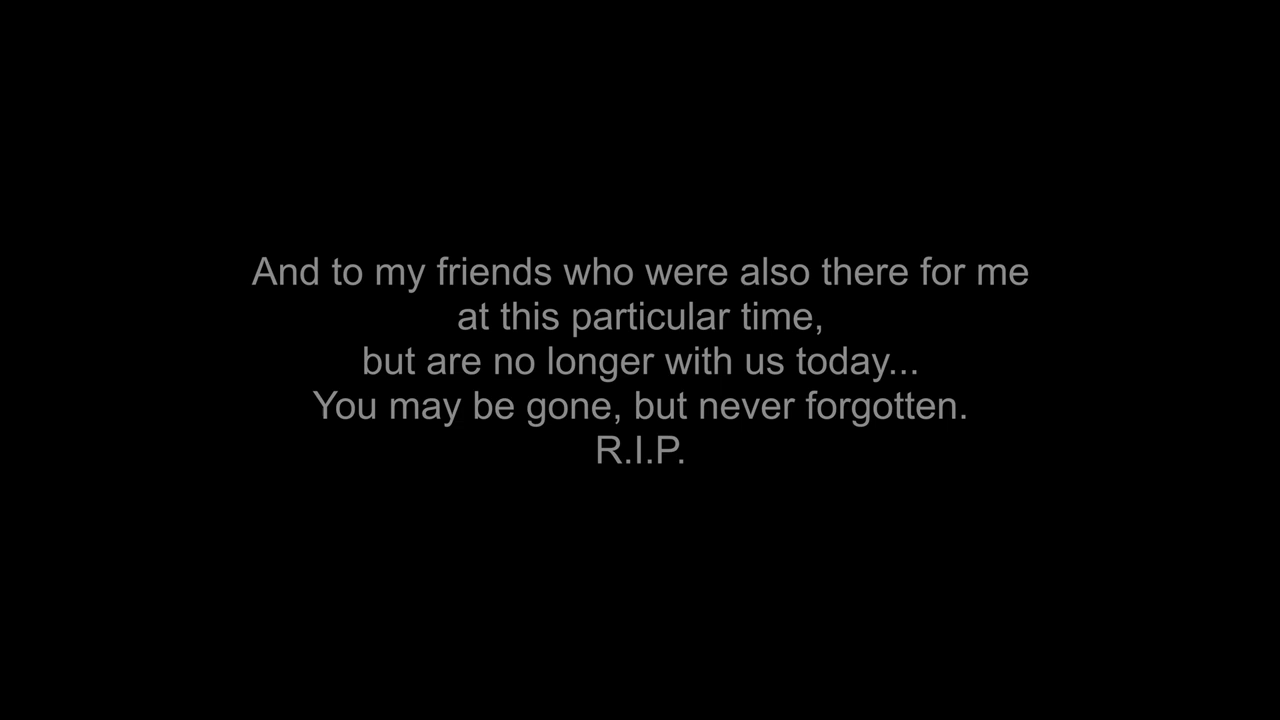 And to my friends who were also there for me
at this particular time,
but are no longer with us today...
You may be gone, but never forgotten.
R.I.P.